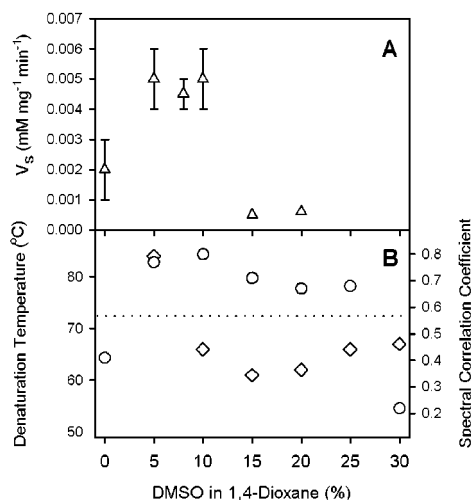 A
0.007
0.006
0.005
0.004
0.003
0.002
0.001
0.000
V_S (mM mg⁻¹ min⁻¹)
B
80
70
60
50
Denaturation Temperature (°C)
0.8
0.7
0.6
0.5
0.4
0.3
0.2
Spectral Correlation Coefficient
0 5 10 15 20 25 30
DMSO in 1,4-Dioxane (%)